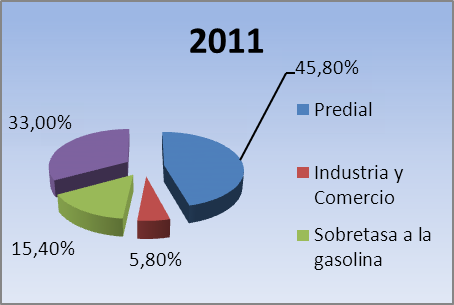 2011
45,80%
Predial
33,00%
Industria y
Comercio
Sobretasa a la
gasolina
15,40%
5,80%